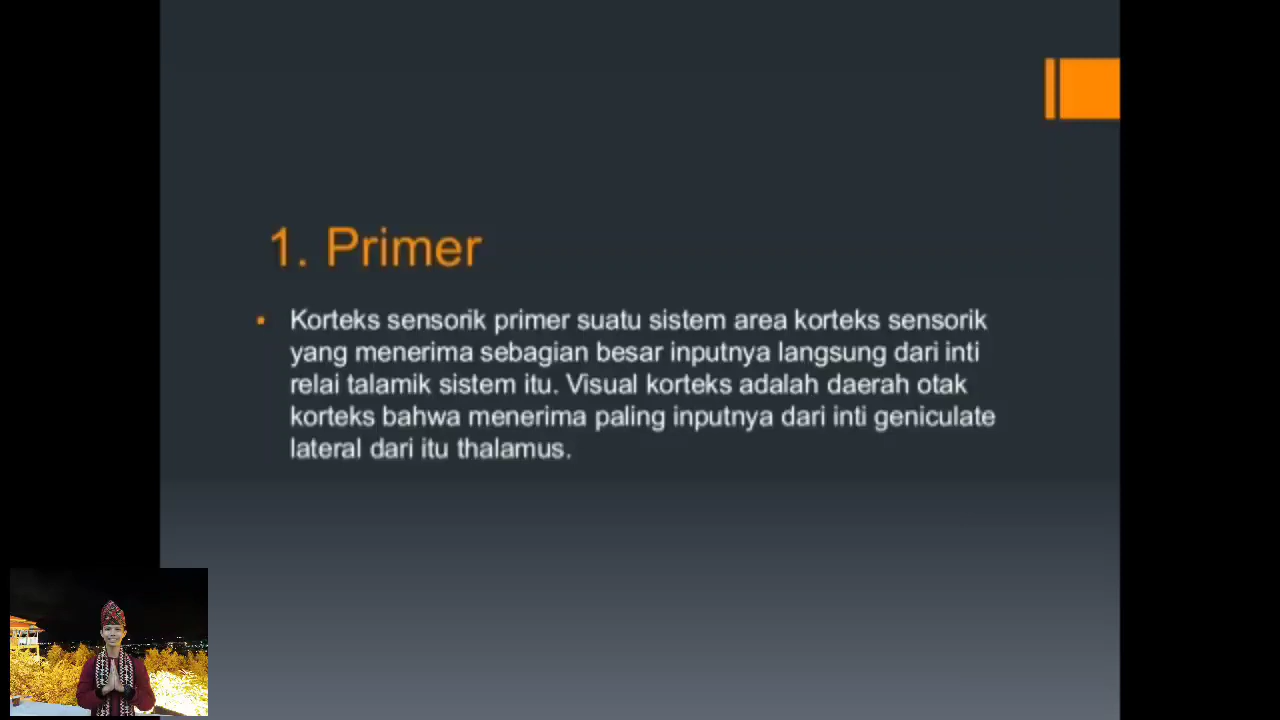 1. Primer
Korteks sensorik primer suatu sistem area korteks sensorik
yang menerima sebagian besar inputnya langsung dari inti
relai talamik sistem itu. Visual korteks adalah daerah otak
korteks bahwa menerima paling inputnya dari inti geniculate
lateral dari itu thalamus.